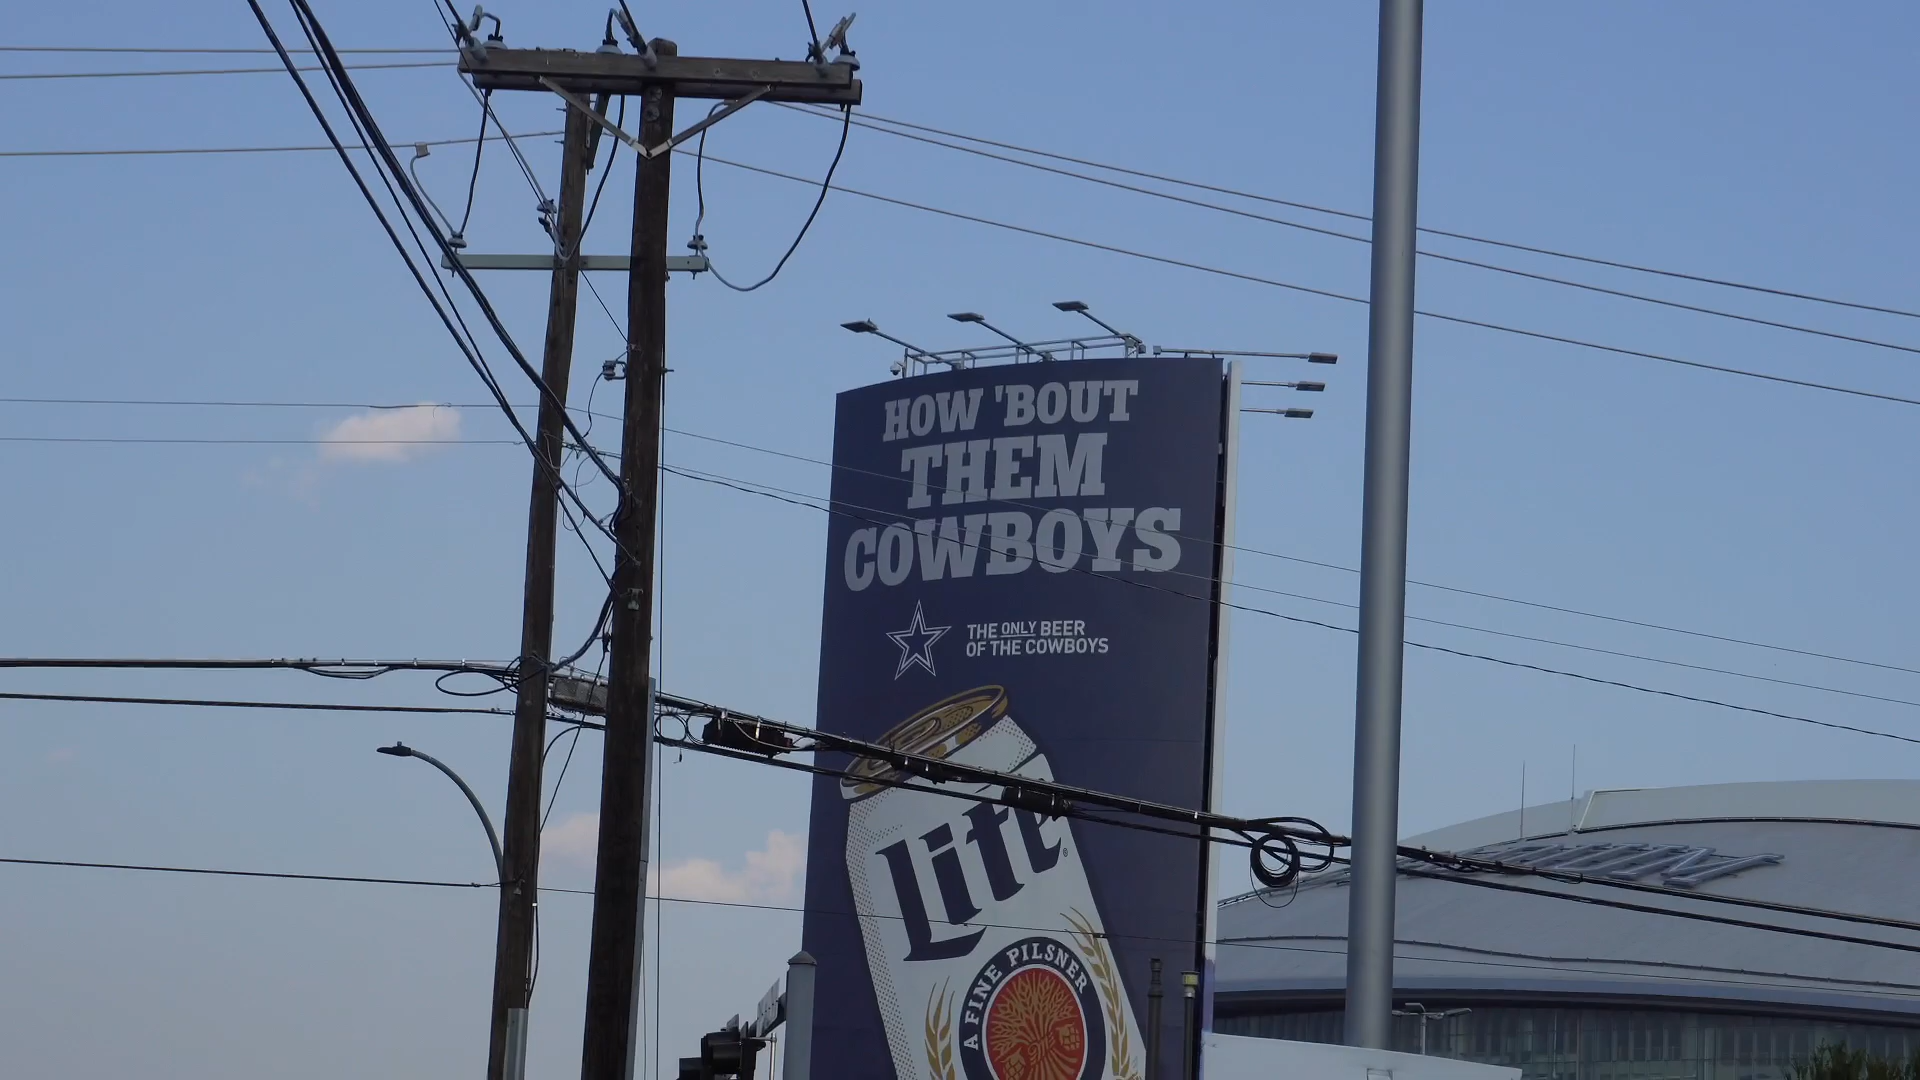 HOW 'BOUT
THEM
COWBOYS
THE ONLY BEER
OF THE COWBOYS
Lite
A FINE PILSNER